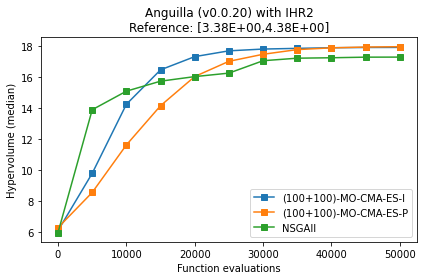 Anguilla (v0.0.20) with IHR2
Reference: [3.38E+00,4.38E+00]
Hypervolume (median)
18
16
14
12
10
8
6
(100+100)-MO-CMA-ES-I
(100+100)-MO-CMA-ES-P
NSGAII
0
10000
20000
30000
40000
50000
Function evaluations